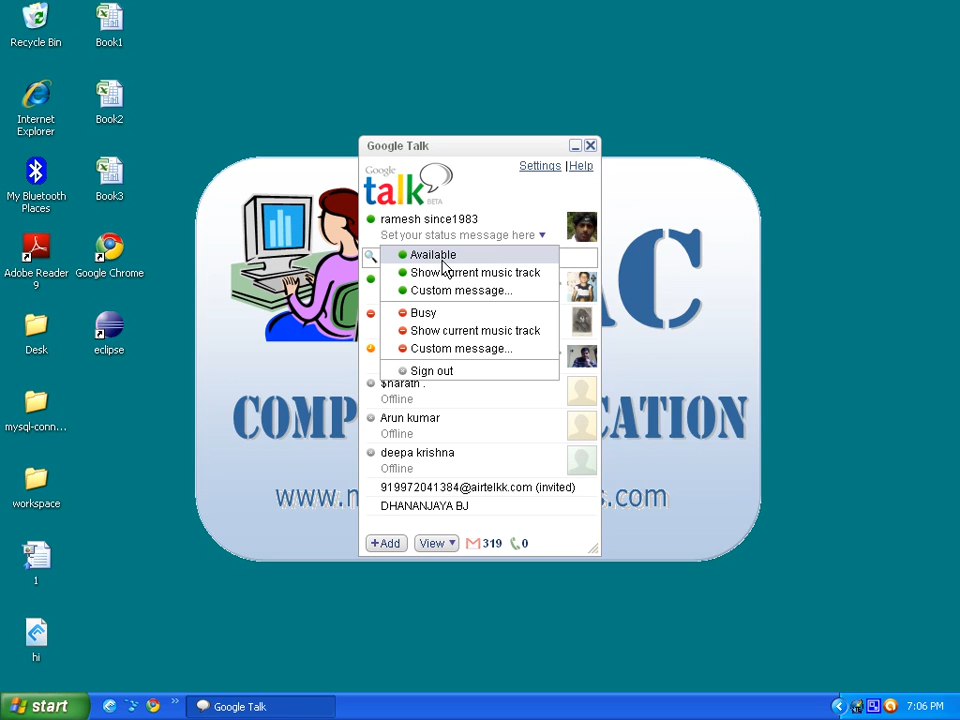 Recycle Bin
Book1
Internet
Explorer
Book2
My Bluetooth
Places
Book3
Adobe Reader
9
Google Chrome
Desk
eclipse
mysql-conn...
workspace
1
hi
Google Talk
Settings | Help
Google
talk
BETA
ramesh since1983
Set your status message here
Available
Show current music track
Custom message...
Busy
Show current music track
Custom message...
Sign out
$harath .
Offline
Arun kumar
Offline
deepa krishna
Offline
919972041384@airtelkk.com (invited)
DHANANJAYA BJ
+Add
View
319
0
AC
COMP
CATION
www.
s.com
start
Google Talk
7:06 PM